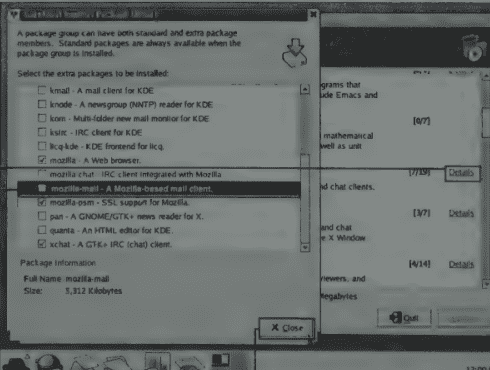 A package group can have both standard and extra package
members. Standard packages are always available when the
package group is installed.
Select the extra packages to be installed:
kmail - A mail client for KDE
knode - A newsgroup (NNTP) reader for KDE
korn - Multi-folder new mail monitor for KDE
ksirc - IRC client for KDE
licq-kde - KDE frontend for licq.
mozilla - A Web browser.
mozilla-chat - IRC client integrated with Mozilla
mozilla-mail - A Mozilla-based mail client.
mozilla-psm - SSL support for Mozilla.
pan - A GNOME/GTK+ news reader for X.
quanta - An HTML editor for KDE.
xchat - A GTK+ IRC (chat) client.
Package Information
Full Name: mozilla-mail
Size: 5,312 Kilobytes
Close
grams that
ude Emacs and
[0/7]
mathematical
well as unit
[7/19] Details
nd chat clients.
[3/7] Details
and chat
e X Window
[4/14] Details
viewers, and
Megabytes
Quit